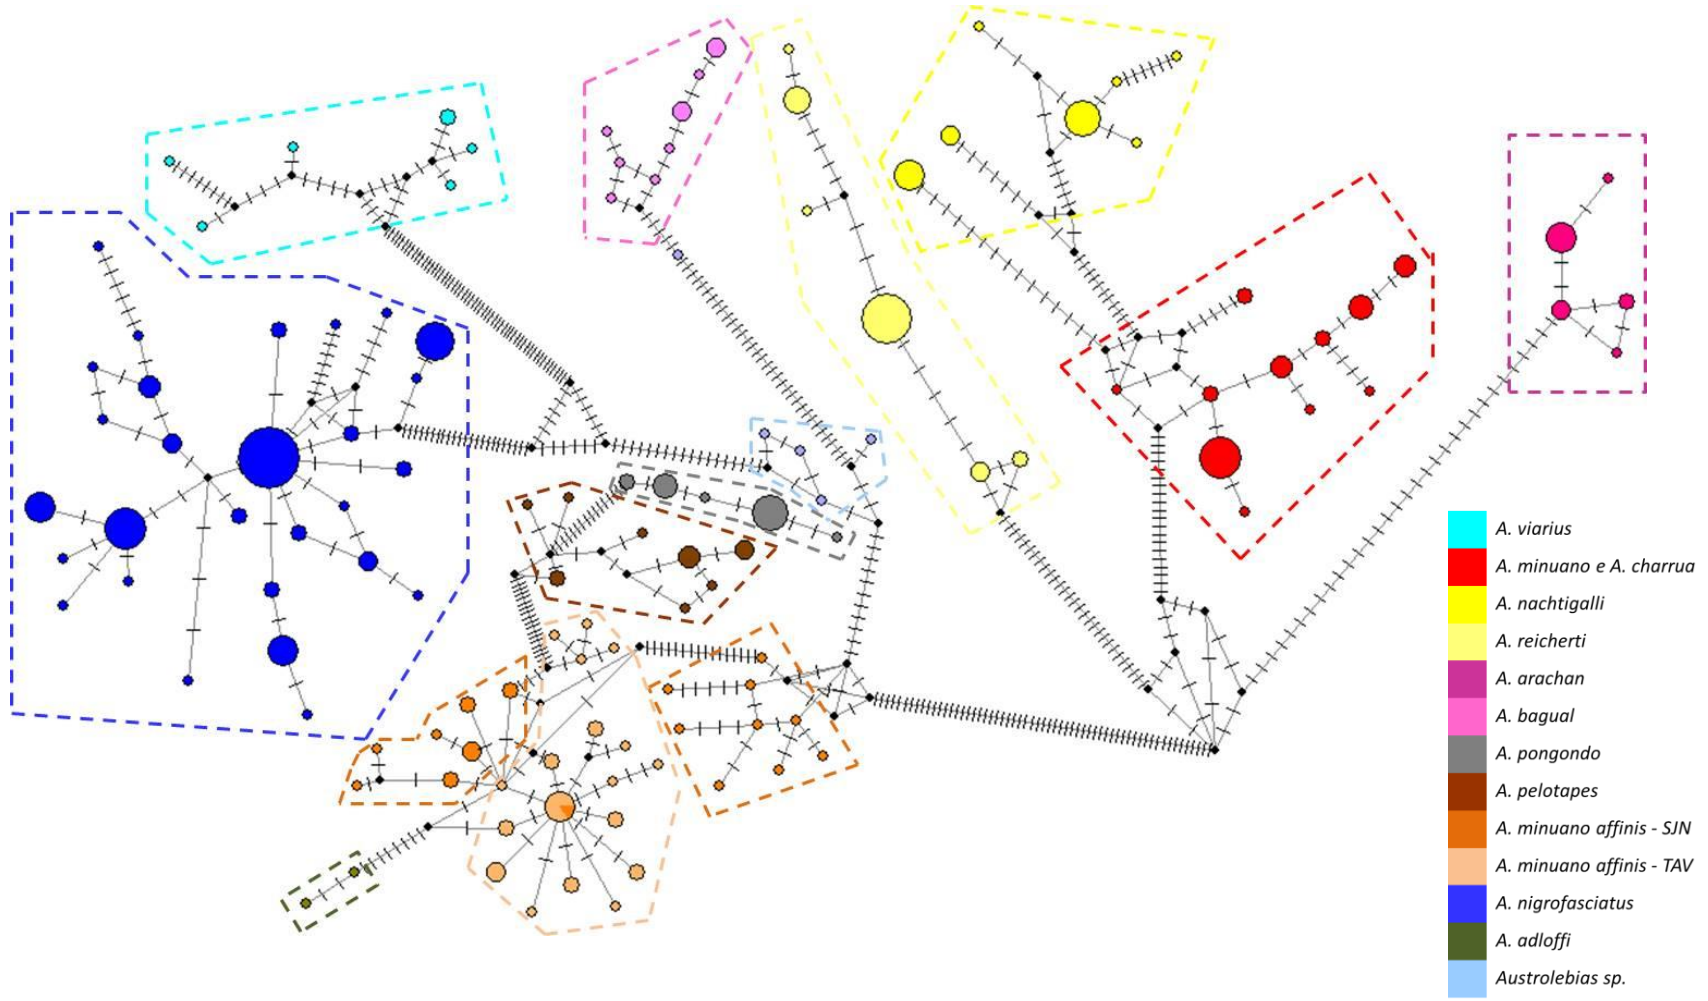 A. viarius
A. minuano e A. charrua
A. nachtigalli
A. reicherti
A. arachan
A. bagual
A. pongondo
A. pelotapes
A. minuano affinis - SJN
A. minuano affinis - TAV
A. nigrofasciatus
A. adloffi
Austrolebias sp.